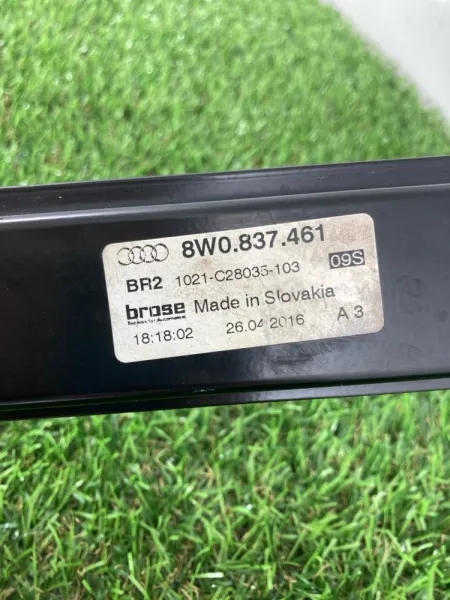 8W0.837.461
BR2 1021-C28035-103 09S
brose Made in Slovakia
18:18:02 26.04 2016 A 3